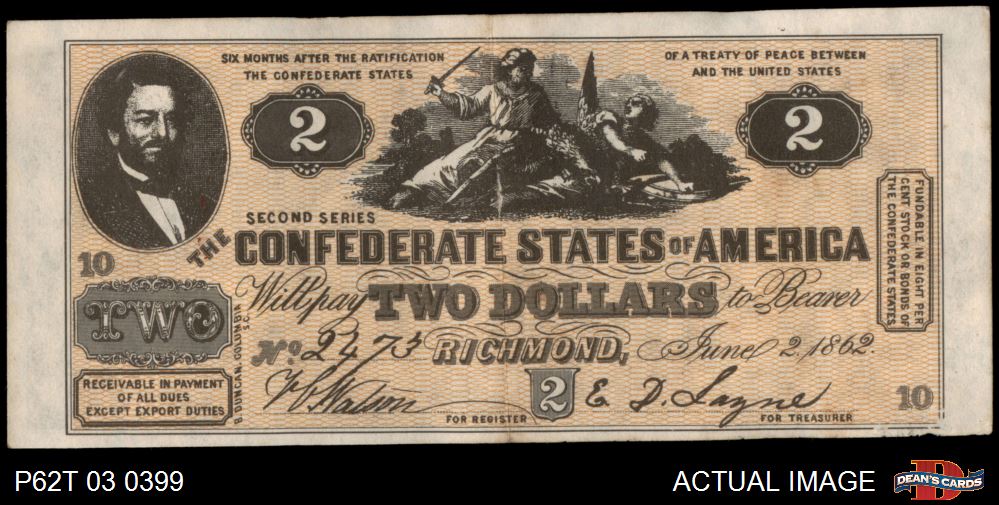 SIX MONTHS AFTER THE RATIFICATION
THE CONFEDERATE STATES
OF A TREATY OF PEACE BETWEEN
AND THE UNITED STATES
2
2
SECOND SERIES
THE CONFEDERATE STATES OF AMERICA
10
TWO
Will pay TWO DOLLARS to Bearer
No. 2473 RICHMOND, June 2, 1862
FUNDABLE IN EIGHT PER
CENT STOCK OR BONDS OF
THE CONFEDERATE STATES
B. DUNCAN, COLUMBIA
S.C.
RECEIVABLE IN PAYMENT
OF ALL DUES
EXCEPT EXPORT DUTIES
2
FOR REGISTER
E. D. Layne
FOR TREASURER
10
P62T 03 0399
ACTUAL IMAGE
D
DEAN'S CARDS